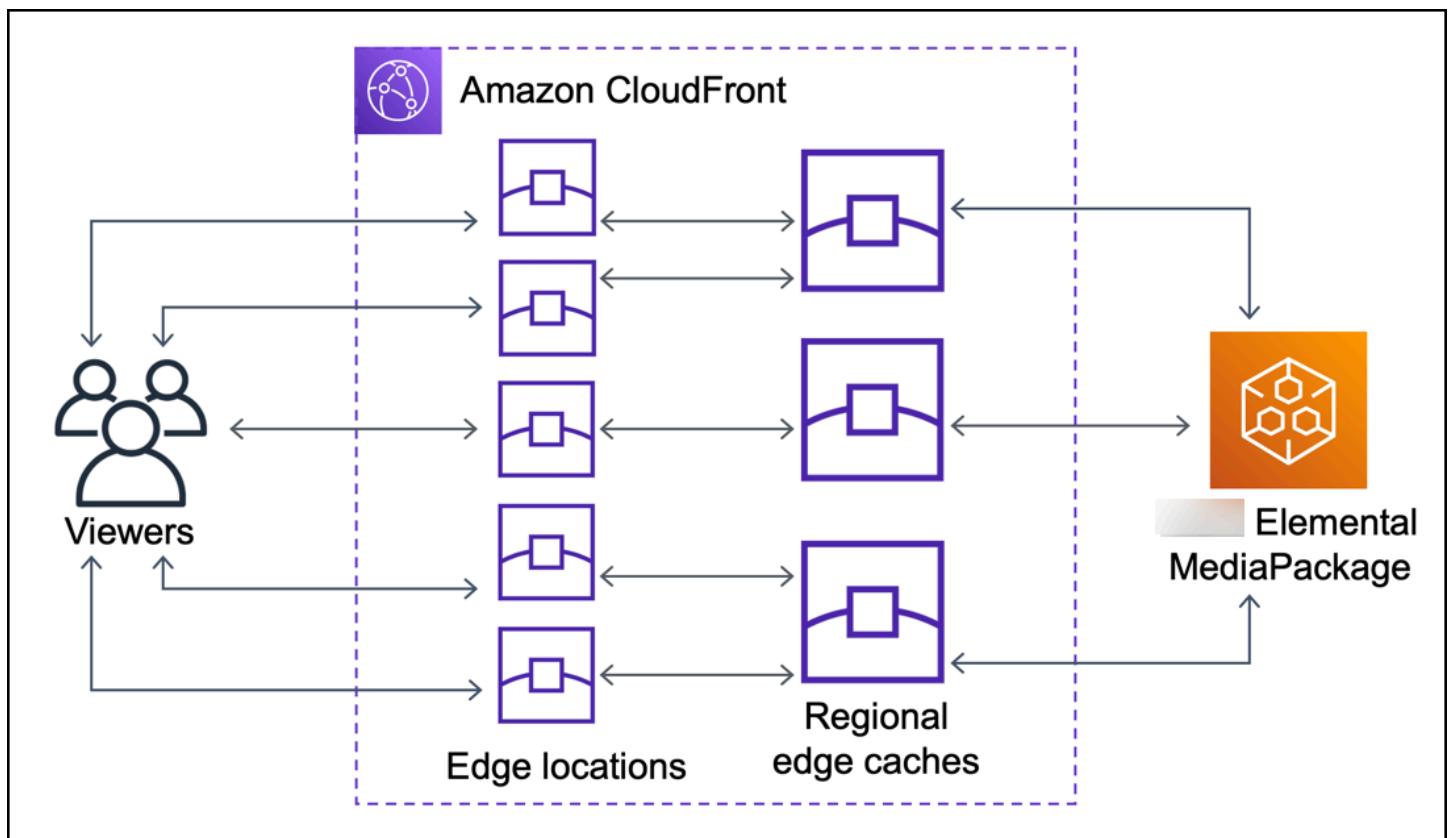 Amazon CloudFront
Viewers
Edge locations
Regional
edge caches
Elemental
MediaPackage